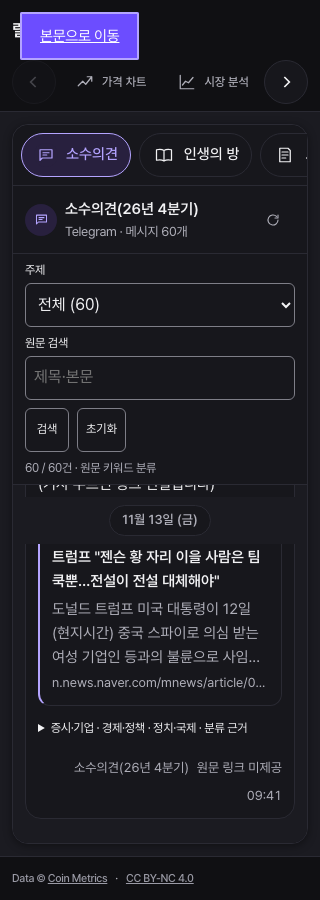 본문으로 이동
가격 차트
시장 분석
소수의견
인생의 방
소수의견(26년 4분기)
Telegram · 메시지 60개
주제
전체 (60)
원문 검색
제목·본문
검색
초기화
60 / 60건 · 원문 키워드 분류
11월 13일 (금)
트럼프 "젠슨 황 자리 이을 사람은 팀
쿡뿐...전설이 전설 대체해야"
도널드 트럼프 미국 대통령이 12일
(현지시간) 중국 스파이로 의심 받는
여성 기업인 등과의 불륜으로 사임...
n.news.naver.com/mnews/article/0...
▶ 증시·기업 · 경제·정책 · 정치·국제 · 분류 근거
소수의견(26년 4분기) 원문 링크 미제공
09:41
Data © Coin Metrics · CC BY-NC 4.0